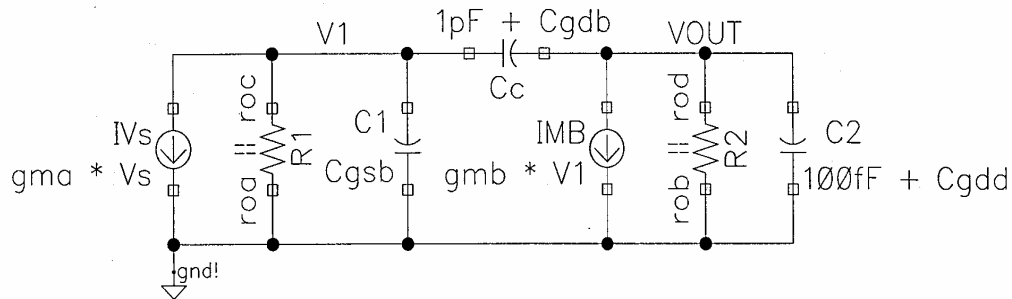 V1
1pF + Cgdb
VOUT
Cc
IVs
gma * Vs
roa || roc
R1
C1
Cgsb
IMB
gmb * V1
rob || rod
R2
C2
100fF + Cgdd
gnd!